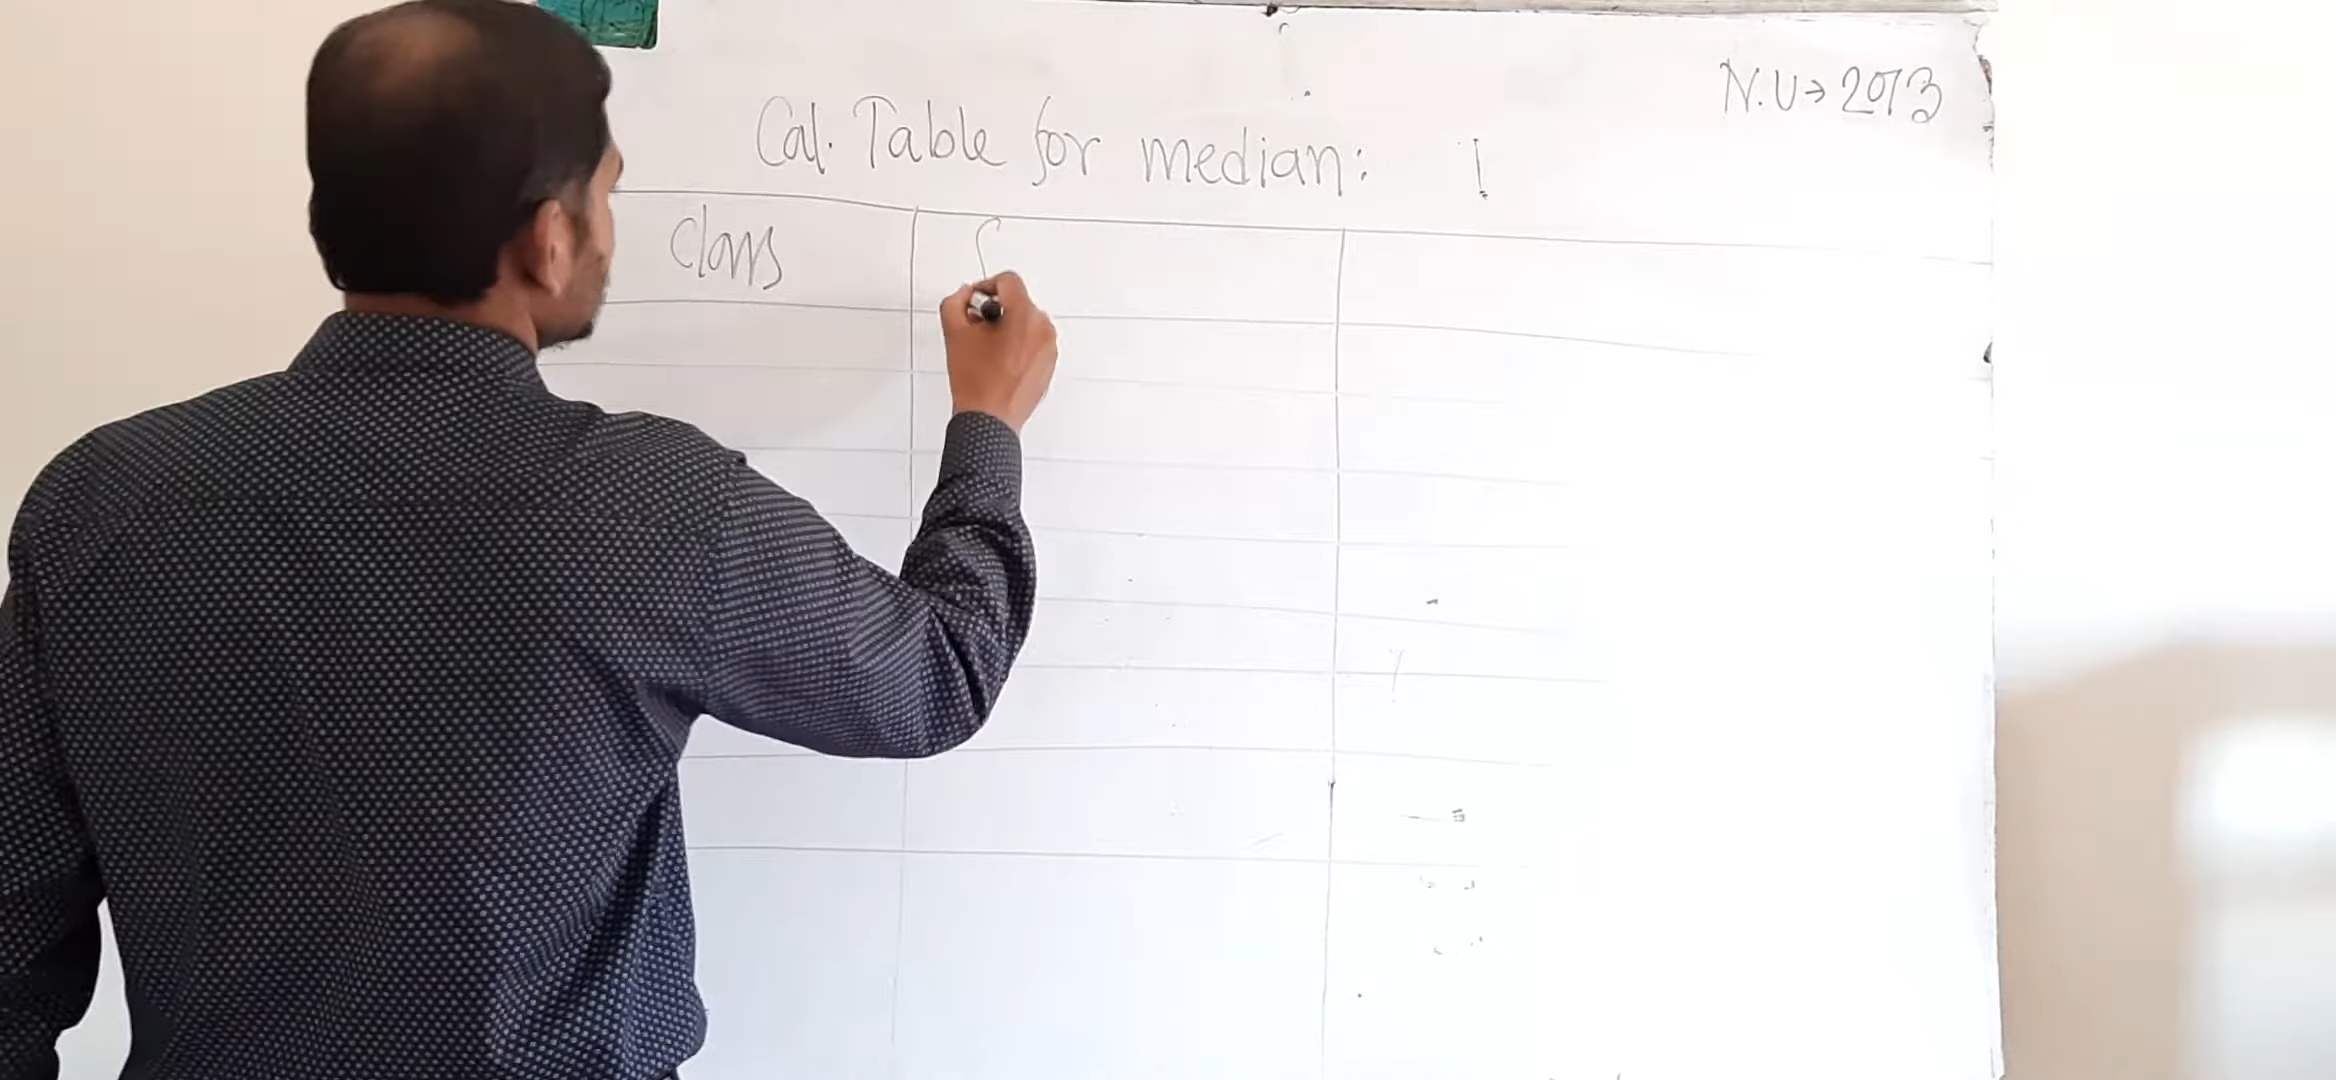 N.U→2013
Cal. Table for median:
Class
f